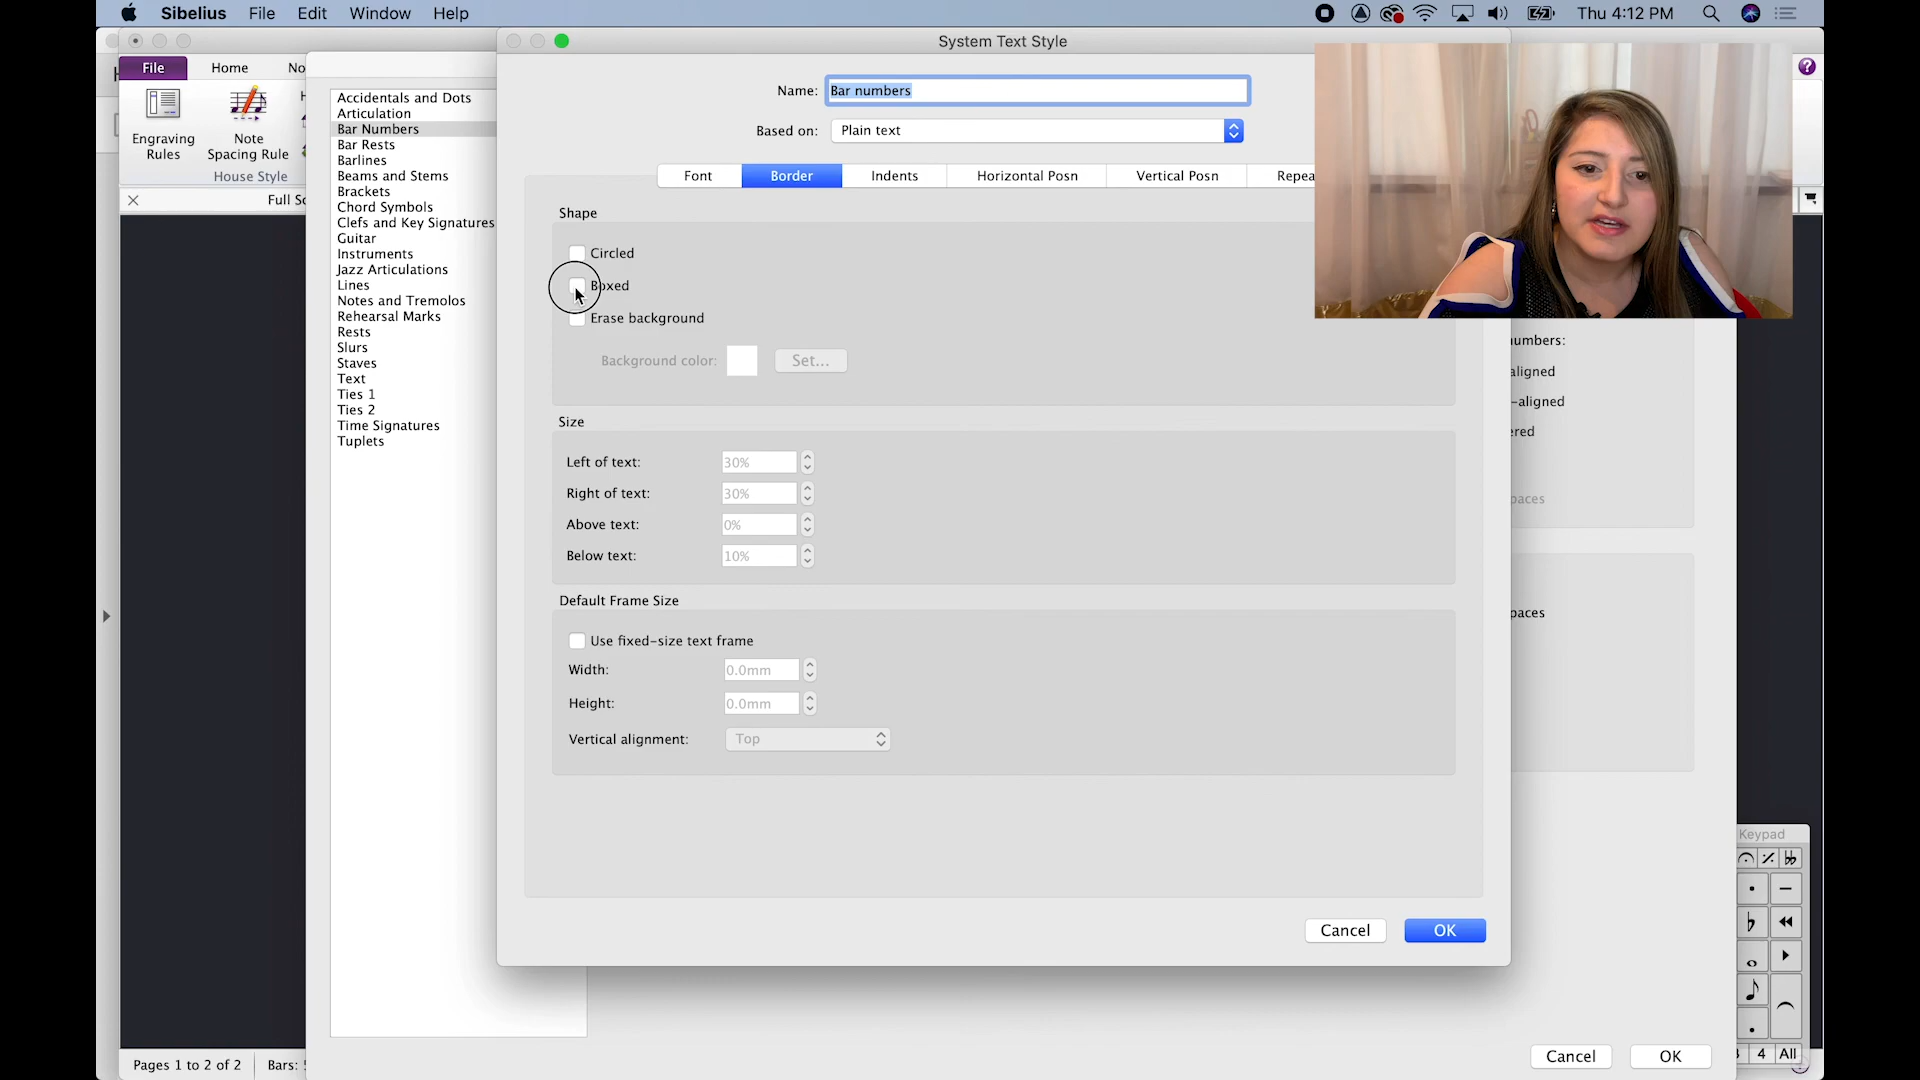 Sibelius File Edit Window Help Thu 4:12 PM
System Text Style
File Home No
Engraving Rules
Note Spacing Rule
House Style
Full Sc
Accidentals and Dots
Articulation
Bar Numbers
Bar Rests
Barlines
Beams and Stems
Brackets
Chord Symbols
Clefs and Key Signatures
Guitar
Instruments
Jazz Articulations
Lines
Notes and Tremolos
Rehearsal Marks
Rests
Slurs
Staves
Text
Ties 1
Ties 2
Time Signatures
Tuplets
Name: Bar numbers
Based on: Plain text
Font Border Indents Horizontal Posn Vertical Posn Repea
Shape
Circled
Boxed
Erase background
Background color: Set...
Size
Left of text: 30%
Right of text: 30%
Above text: 0%
Below text: 10%
Default Frame Size
Use fixed-size text frame
Width: 0.0mm
Height: 0.0mm
Vertical alignment: Top
Cancel OK
umbers:
aligned
-aligned
ered
paces
paces
Keypad
4 All
Pages 1 to 2 of 2 Bars:
Cancel OK